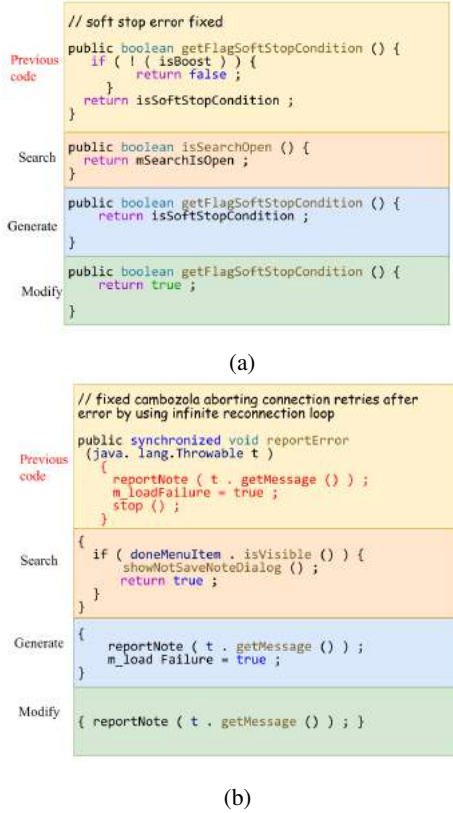 // soft stop error fixed
Previous code
public boolean getFlagSoftStopCondition () {
if ( ! ( isBoost ) ) {
return false ;
}
return isSoftStopCondition ;
}
Search
public boolean isSearchOpen () {
return mSearchIsOpen ;
}
Generate
public boolean getFlagSoftStopCondition () {
return isSoftStopCondition ;
}
Modify
public boolean getFlagSoftStopCondition () {
return true ;
}
(a)
// fixed cambozola aborting connection retries after
error by using infinite reconnection loop
Previous code
public synchronized void reportError
(java. lang.Throwable t )
{
reportNote ( t . getMessage () ) ;
m_loadFailure = true ;
stop () ;
}
Search
{
if ( doneMenuItem . isVisible () ) {
showNotSaveNoteDialog () ;
return true ;
}
}
Generate
{
reportNote ( t . getMessage () ) ;
m_load Failure = true ;
}
Modify
{ reportNote ( t . getMessage () ) ; }
(b)